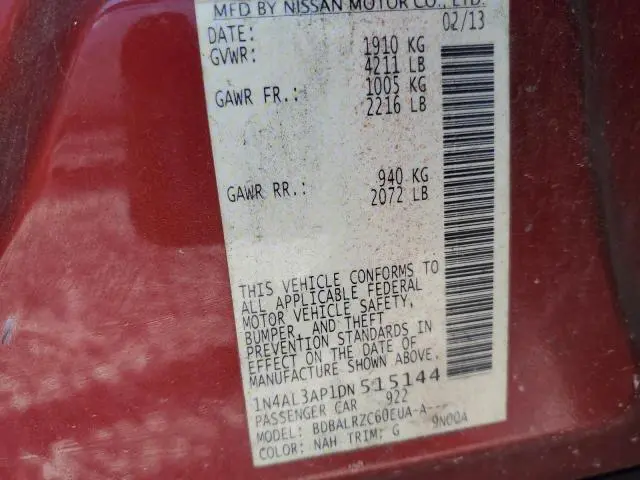 MFD BY NISSAN MOTOR CO., LTD.
DATE: 02/13
GVWR: 1910 KG
4211 LB
GAWR FR.: 1005 KG
2216 LB
GAWR RR.: 940 KG
2072 LB
THIS VEHICLE CONFORMS TO
ALL APPLICABLE FEDERAL
MOTOR VEHICLE SAFETY,
BUMPER, AND THEFT
PREVENTION STANDARDS IN
EFFECT ON THE DATE OF
MANUFACTURE SHOWN ABOVE.
1N4AL3AP1DN515144
PASSENGER CAR 922
MODEL: BDBALRZC60EUA-A---
COLOR: NAH TRIM: G 9N00A